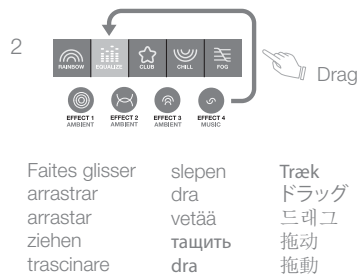 2
RAINBOW EQUALIZE CLUB CHILL FOG
Drag
EFFECT 1 EFFECT 2 EFFECT 3 EFFECT 4
AMBIENT AMBIENT AMBIENT MUSIC
Faites glisser slepen Træk
arrastrar dra ドラッグ
arrastar vetää 드래그
ziehen тащить 拖动
trascinare dra 拖動